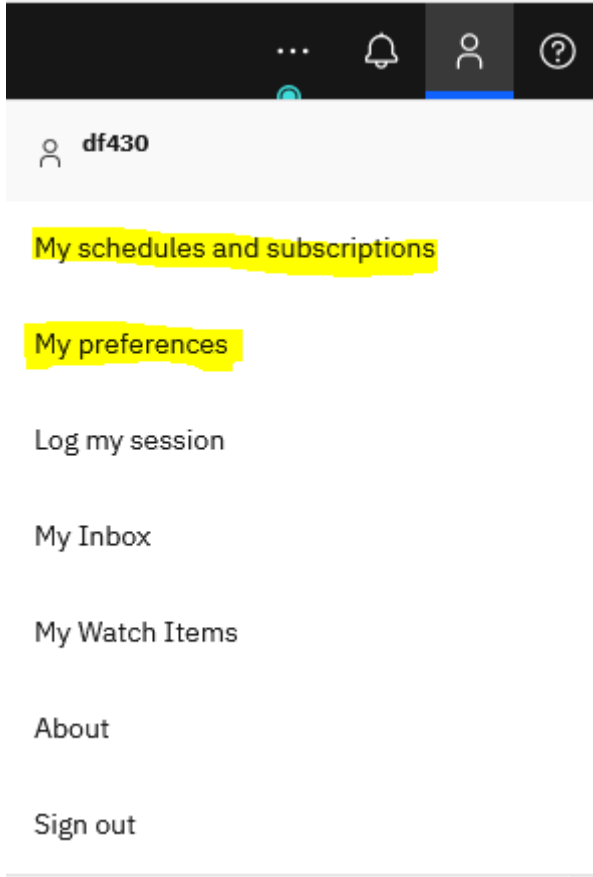 df430
My schedules and subscriptions
My preferences
Log my session
My Inbox
My Watch Items
About
Sign out